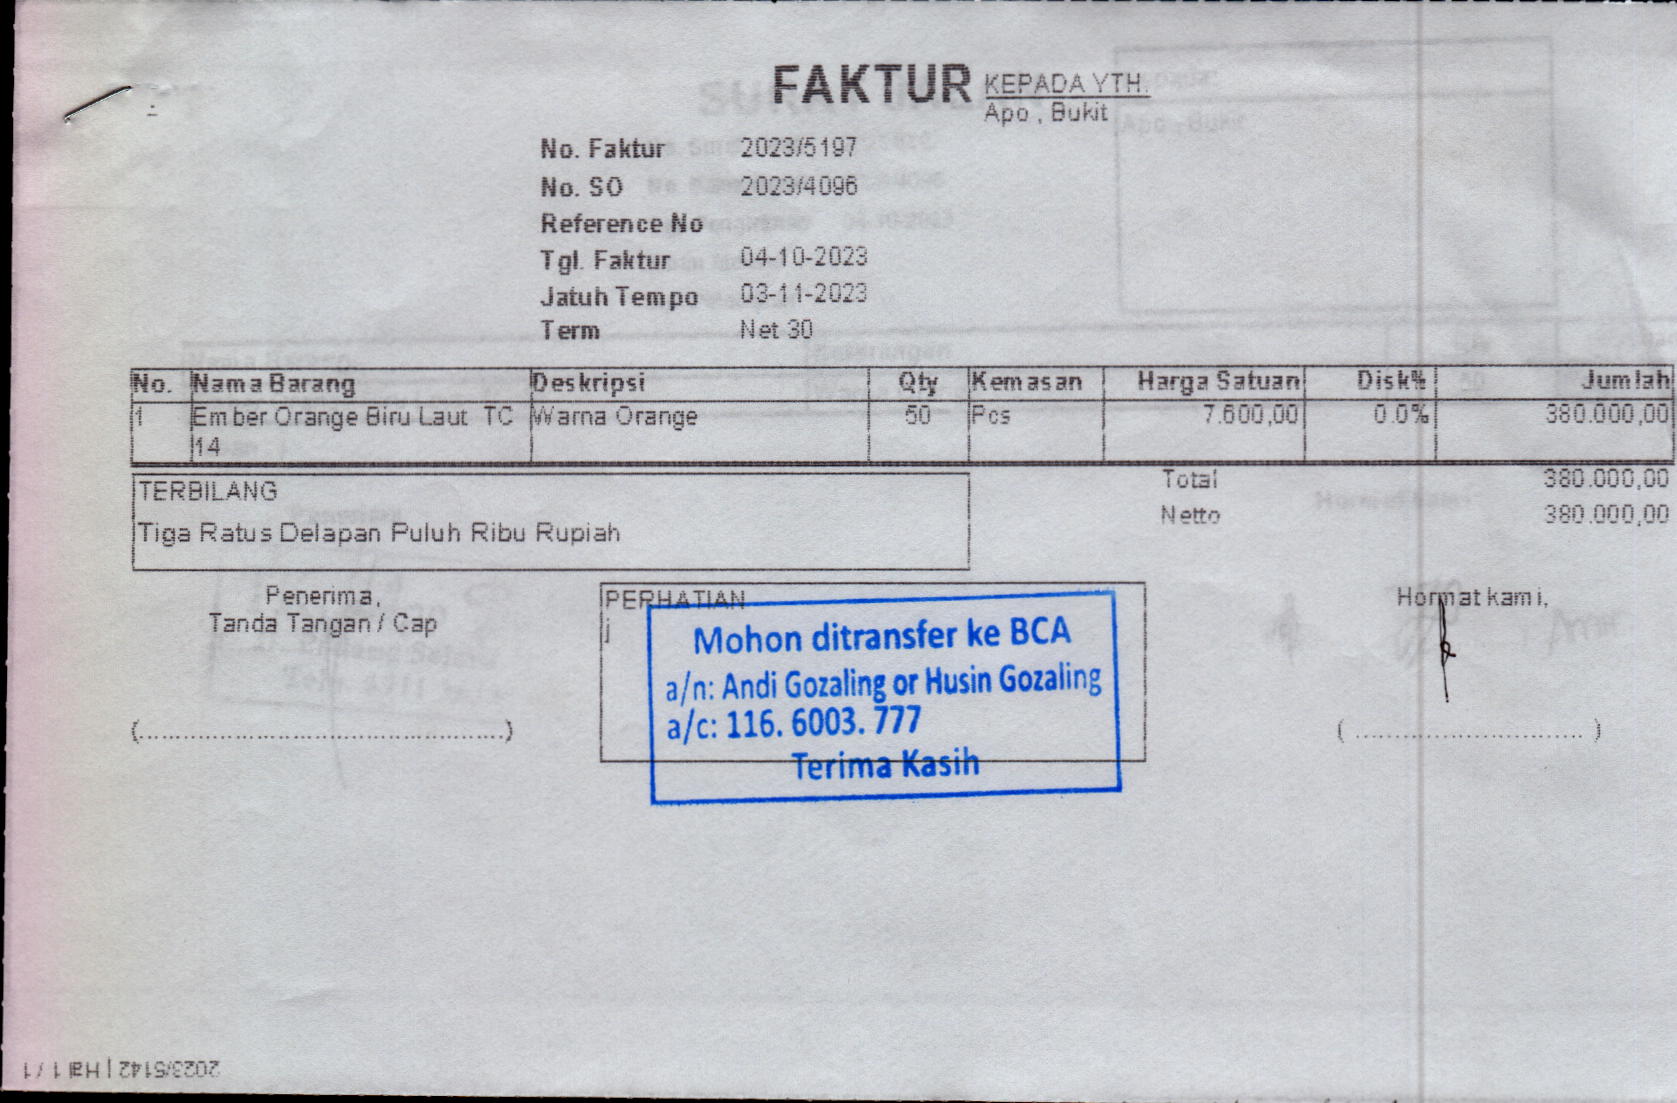 FAKTUR
KEPADA YTH.
Apo , Bukit
No. Faktur 2023/5197
No. SO 2023/4096
Reference No
Tgl. Faktur 04-10-2023
Jatuh Tempo 03-11-2023
Term Net 30
No. Nama Barang Deskripsi Qty Kemasan Harga Satuan Disk% Jumlah
1 Ember Orange Biru Laut TC Warna Orange 50 Pcs 7.600,00 0.0% 380.000,00
14
Total 380.000,00
TERBILANG
Netto 380.000,00
Tiga Ratus Delapan Puluh Ribu Rupiah
Penerima,
Tanda Tangan / Cap
(..................................................)
PERHATIAN
j
Mohon ditransfer ke BCA
a/n: Andi Gozaling or Husin Gozaling
a/c: 116. 6003. 777
Terima Kasih
Hormat kami,
( ............................... )
2023/5142 | Hal 1 / 1